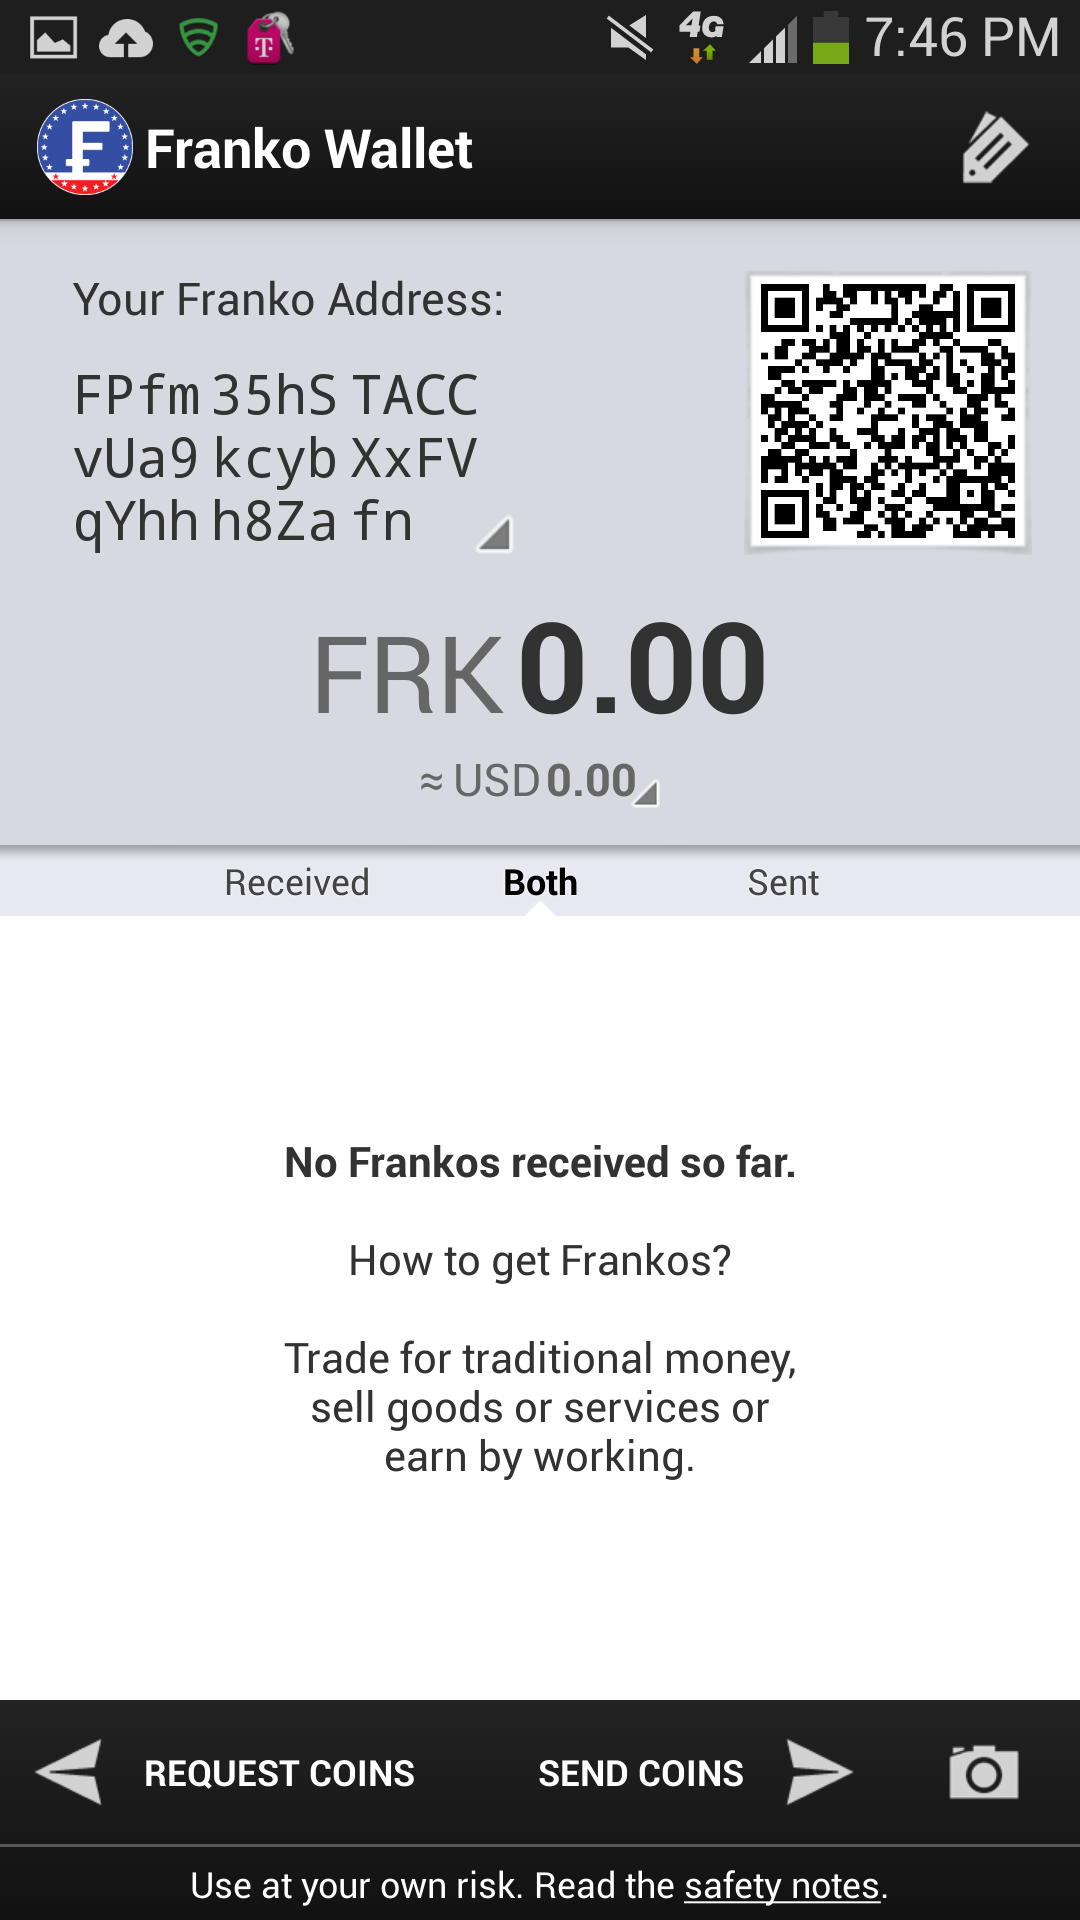 4G 7:46 PM
Franko Wallet
Your Franko Address:
FPfm 35hS TACC
vUa9 kcyb XxFV
qYhh h8Za fn
FRK 0.00
≈ USD 0.00
Received Both Sent
No Frankos received so far.
How to get Frankos?
Trade for traditional money,
sell goods or services or
earn by working.
REQUEST COINS SEND COINS
Use at your own risk. Read the safety notes.